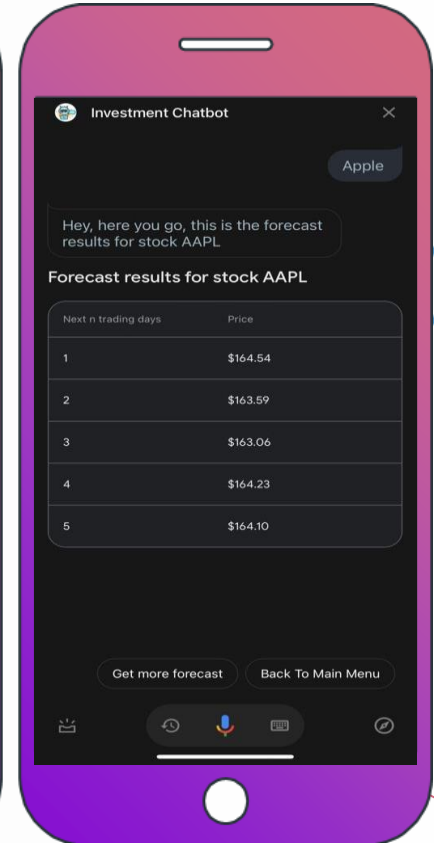 Investment Chatbot
Apple
Hey, here you go, this is the forecast
results for stock AAPL
Forecast results for stock AAPL
Next n trading days Price
1 $164.54
2 $163.59
3 $163.06
4 $164.23
5 $164.10
Get more forecast Back To Main Menu